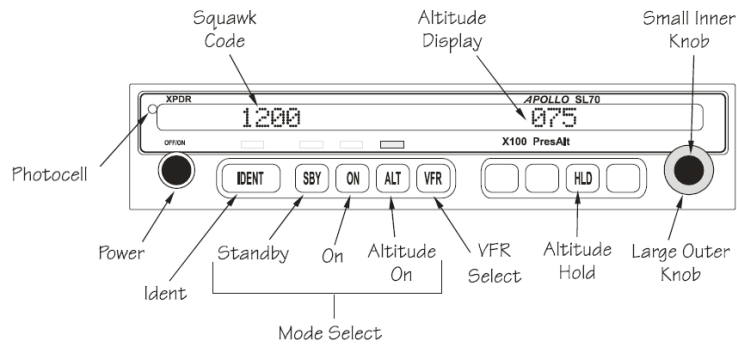 Squawk
Code
Altitude
Display
Small Inner
Knob
XPDR
APOLLO SL70
1200
075
OFF/ON
X100 PresAlt
Photocell
IDENT
SBY
ON
ALT
VFR
HLD
Power
Ident
Standby
On
Altitude
On
VFR
Select
Altitude
Hold
Large Outer
Knob
Mode Select